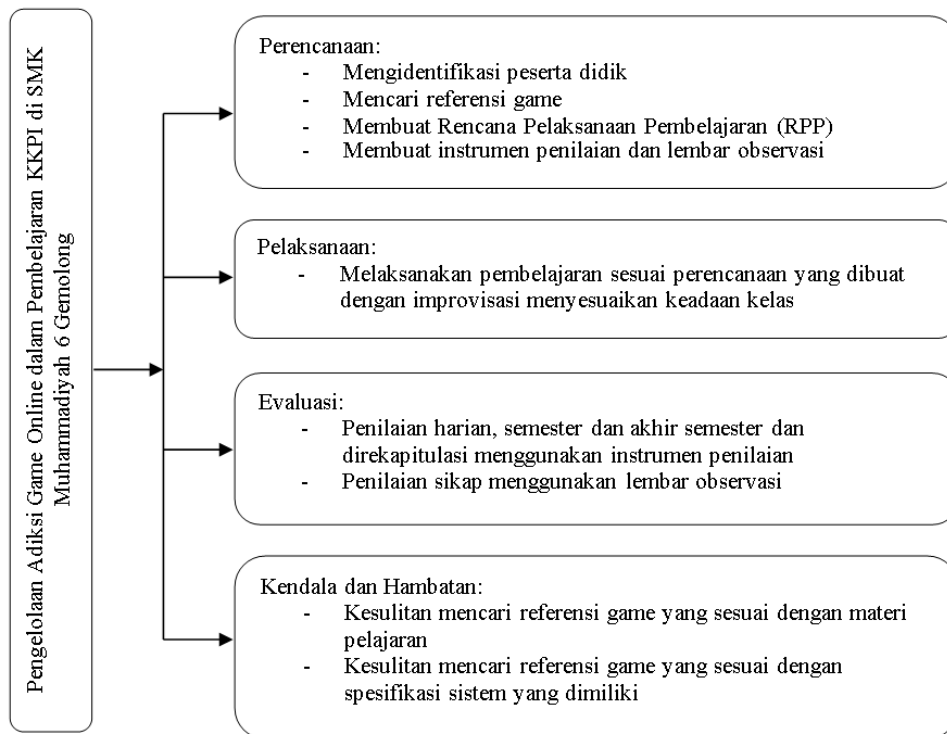 Pengelolaan Adiksi Game Online dalam Pembelajaran KKPI di SMK
Muhammadiyah 6 Gemolong
Perencanaan:
- Mengidentifikasi peserta didik
- Mencari referensi game
- Membuat Rencana Pelaksanaan Pembelajaran (RPP)
- Membuat instrumen penilaian dan lembar observasi
Pelaksanaan:
- Melaksanakan pembelajaran sesuai perencanaan yang dibuat
dengan improvisasi menyesuaikan keadaan kelas
Evaluasi:
- Penilaian harian, semester dan akhir semester dan
direkapitulasi menggunakan instrumen penilaian
- Penilaian sikap menggunakan lembar observasi
Kendala dan Hambatan:
- Kesulitan mencari referensi game yang sesuai dengan materi
pelajaran
- Kesulitan mencari referensi game yang sesuai dengan
spesifikasi sistem yang dimiliki